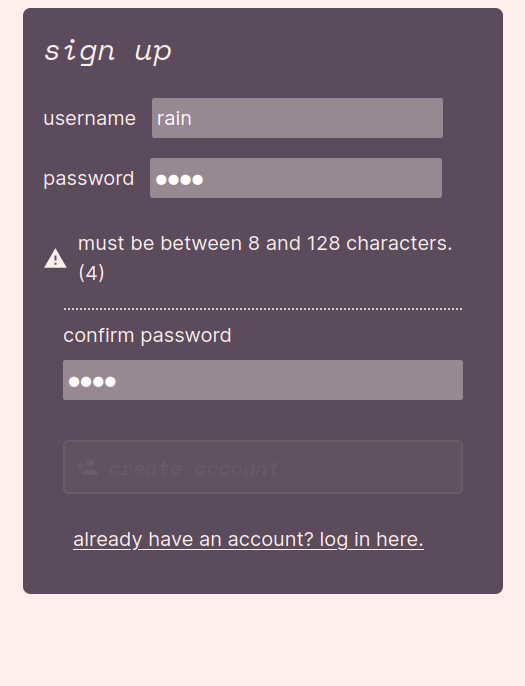 sign up
username rain
password ●●●●
must be between 8 and 128 characters.
(4)
confirm password
●●●●
create account
already have an account? log in here.